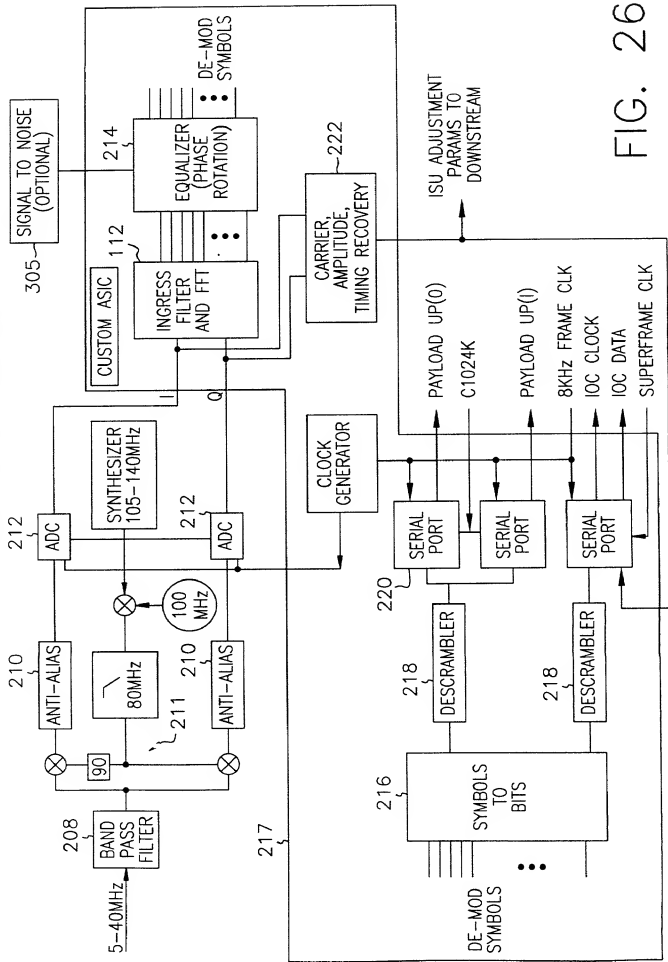 5-40MHz
208
BAND
PASS
FILTER
90
211
210
ANTI-ALIAS
80MHz
210
ANTI-ALIAS
100
MHz
212
ADC
SYNTHESIZER
105-140MHz
212
ADC
I
Q
305
SIGNAL TO NOISE
(OPTIONAL)
CUSTOM ASIC
112
INGRESS
FILTER
AND FFT
214
EQUALIZER
(PHASE
ROTATION)
DE-MOD
SYMBOLS
222
CARRIER,
AMPLITUDE,
TIMING RECOVERY
ISU ADJUSTMENT
PARAMS TO
DOWNSTREAM
217
CLOCK
GENERATOR
DE-MOD
SYMBOLS
216
SYMBOLS
TO
BITS
218
DESCRAMBLER
218
DESCRAMBLER
220
SERIAL
PORT
SERIAL
PORT
SERIAL
PORT
PAYLOAD UP(0)
C1024K
PAYLOAD UP(1)
8KHz FRAME CLK
IOC CLOCK
IOC DATA
SUPERFRAME CLK
FIG. 26